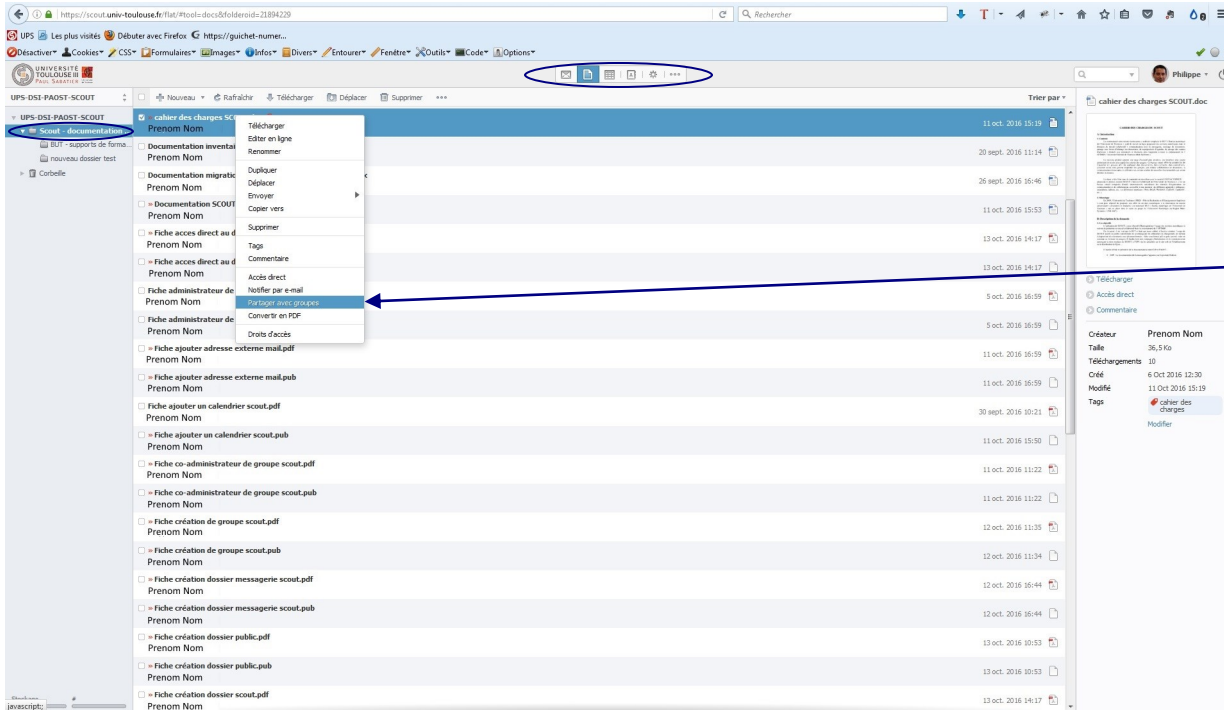 https://scout.univ-toulouse.fr/flat/#tool=docs&folderoid=21894229
Rechercher
UPS Les plus visités Débuter avec Firefox https://guichet-numer...
Désactiver Cookies CSS Formulaires Images Infos Divers Entourer Fenêtre Outils Code Options
UNIVERSITÉ
TOULOUSE III
PAUL SABATIER
Philippe
UPS-DSI-PAOST-SCOUT
Nouveau Rafraîchir Télécharger Déplacer Supprimer
Trier par
UPS-DSI-PAOST-SCOUT
Scout - documentation
BUT - supports de forma...
nouveau dossier test
Corbeille
» cahier des charges SCO
Prenom Nom
11 oct. 2016 15:19
Documentation inventai
Prenom Nom
20 sept. 2016 11:14
Documentation migratic
Prenom Nom
26 sept. 2016 16:46
» Documentation SCOUT
Prenom Nom
11 oct. 2016 15:53
» Fiche acces direct au d
Prenom Nom
13 oct. 2016 14:17
» Fiche acces direct au d
Prenom Nom
13 oct. 2016 14:17
Fiche administrateur de
Prenom Nom
5 oct. 2016 16:59
Fiche administrateur de
Prenom Nom
5 oct. 2016 16:59
» Fiche ajouter adresse externe mail.pdf
Prenom Nom
11 oct. 2016 16:59
» Fiche ajouter adresse externe mail.pub
Prenom Nom
11 oct. 2016 16:59
Fiche ajouter un calendrier scout.pdf
Prenom Nom
30 sept. 2016 10:21
» Fiche ajouter un calendrier scout.pub
Prenom Nom
11 oct. 2016 15:50
» Fiche co-administrateur de groupe scout.pdf
Prenom Nom
11 oct. 2016 11:22
» Fiche co-administrateur de groupe scout.pub
Prenom Nom
11 oct. 2016 11:22
» Fiche création de groupe scout.pdf
Prenom Nom
12 oct. 2016 11:35
» Fiche création de groupe scout.pub
Prenom Nom
12 oct. 2016 11:34
» Fiche création dossier messagerie scout.pdf
Prenom Nom
12 oct. 2016 16:44
» Fiche création dossier messagerie scout.pub
Prenom Nom
12 oct. 2016 16:44
» Fiche création dossier public.pdf
Prenom Nom
13 oct. 2016 10:53
» Fiche création dossier public.pub
Prenom Nom
13 oct. 2016 10:53
» Fiche création dossier scout.pdf
Prenom Nom
13 oct. 2016 14:17
Télécharger
Editer en ligne
Renommer
Dupliquer
Déplacer
Envoyer
Copier vers
Supprimer
Tags
Commentaire
Accès direct
Notifier par e-mail
Partager avec groupes
Convertir en PDF
Droits d'accès
cahier des charges SCOUT.doc
Télécharger
Accès direct
Commentaire
Créateur Prenom Nom
Taille 36,5 Ko
Téléchargements 10
Créé 6 Oct 2016 12:30
Modifié 11 Oct 2016 15:19
Tags cahier des
charges
Modifier
javascript:;